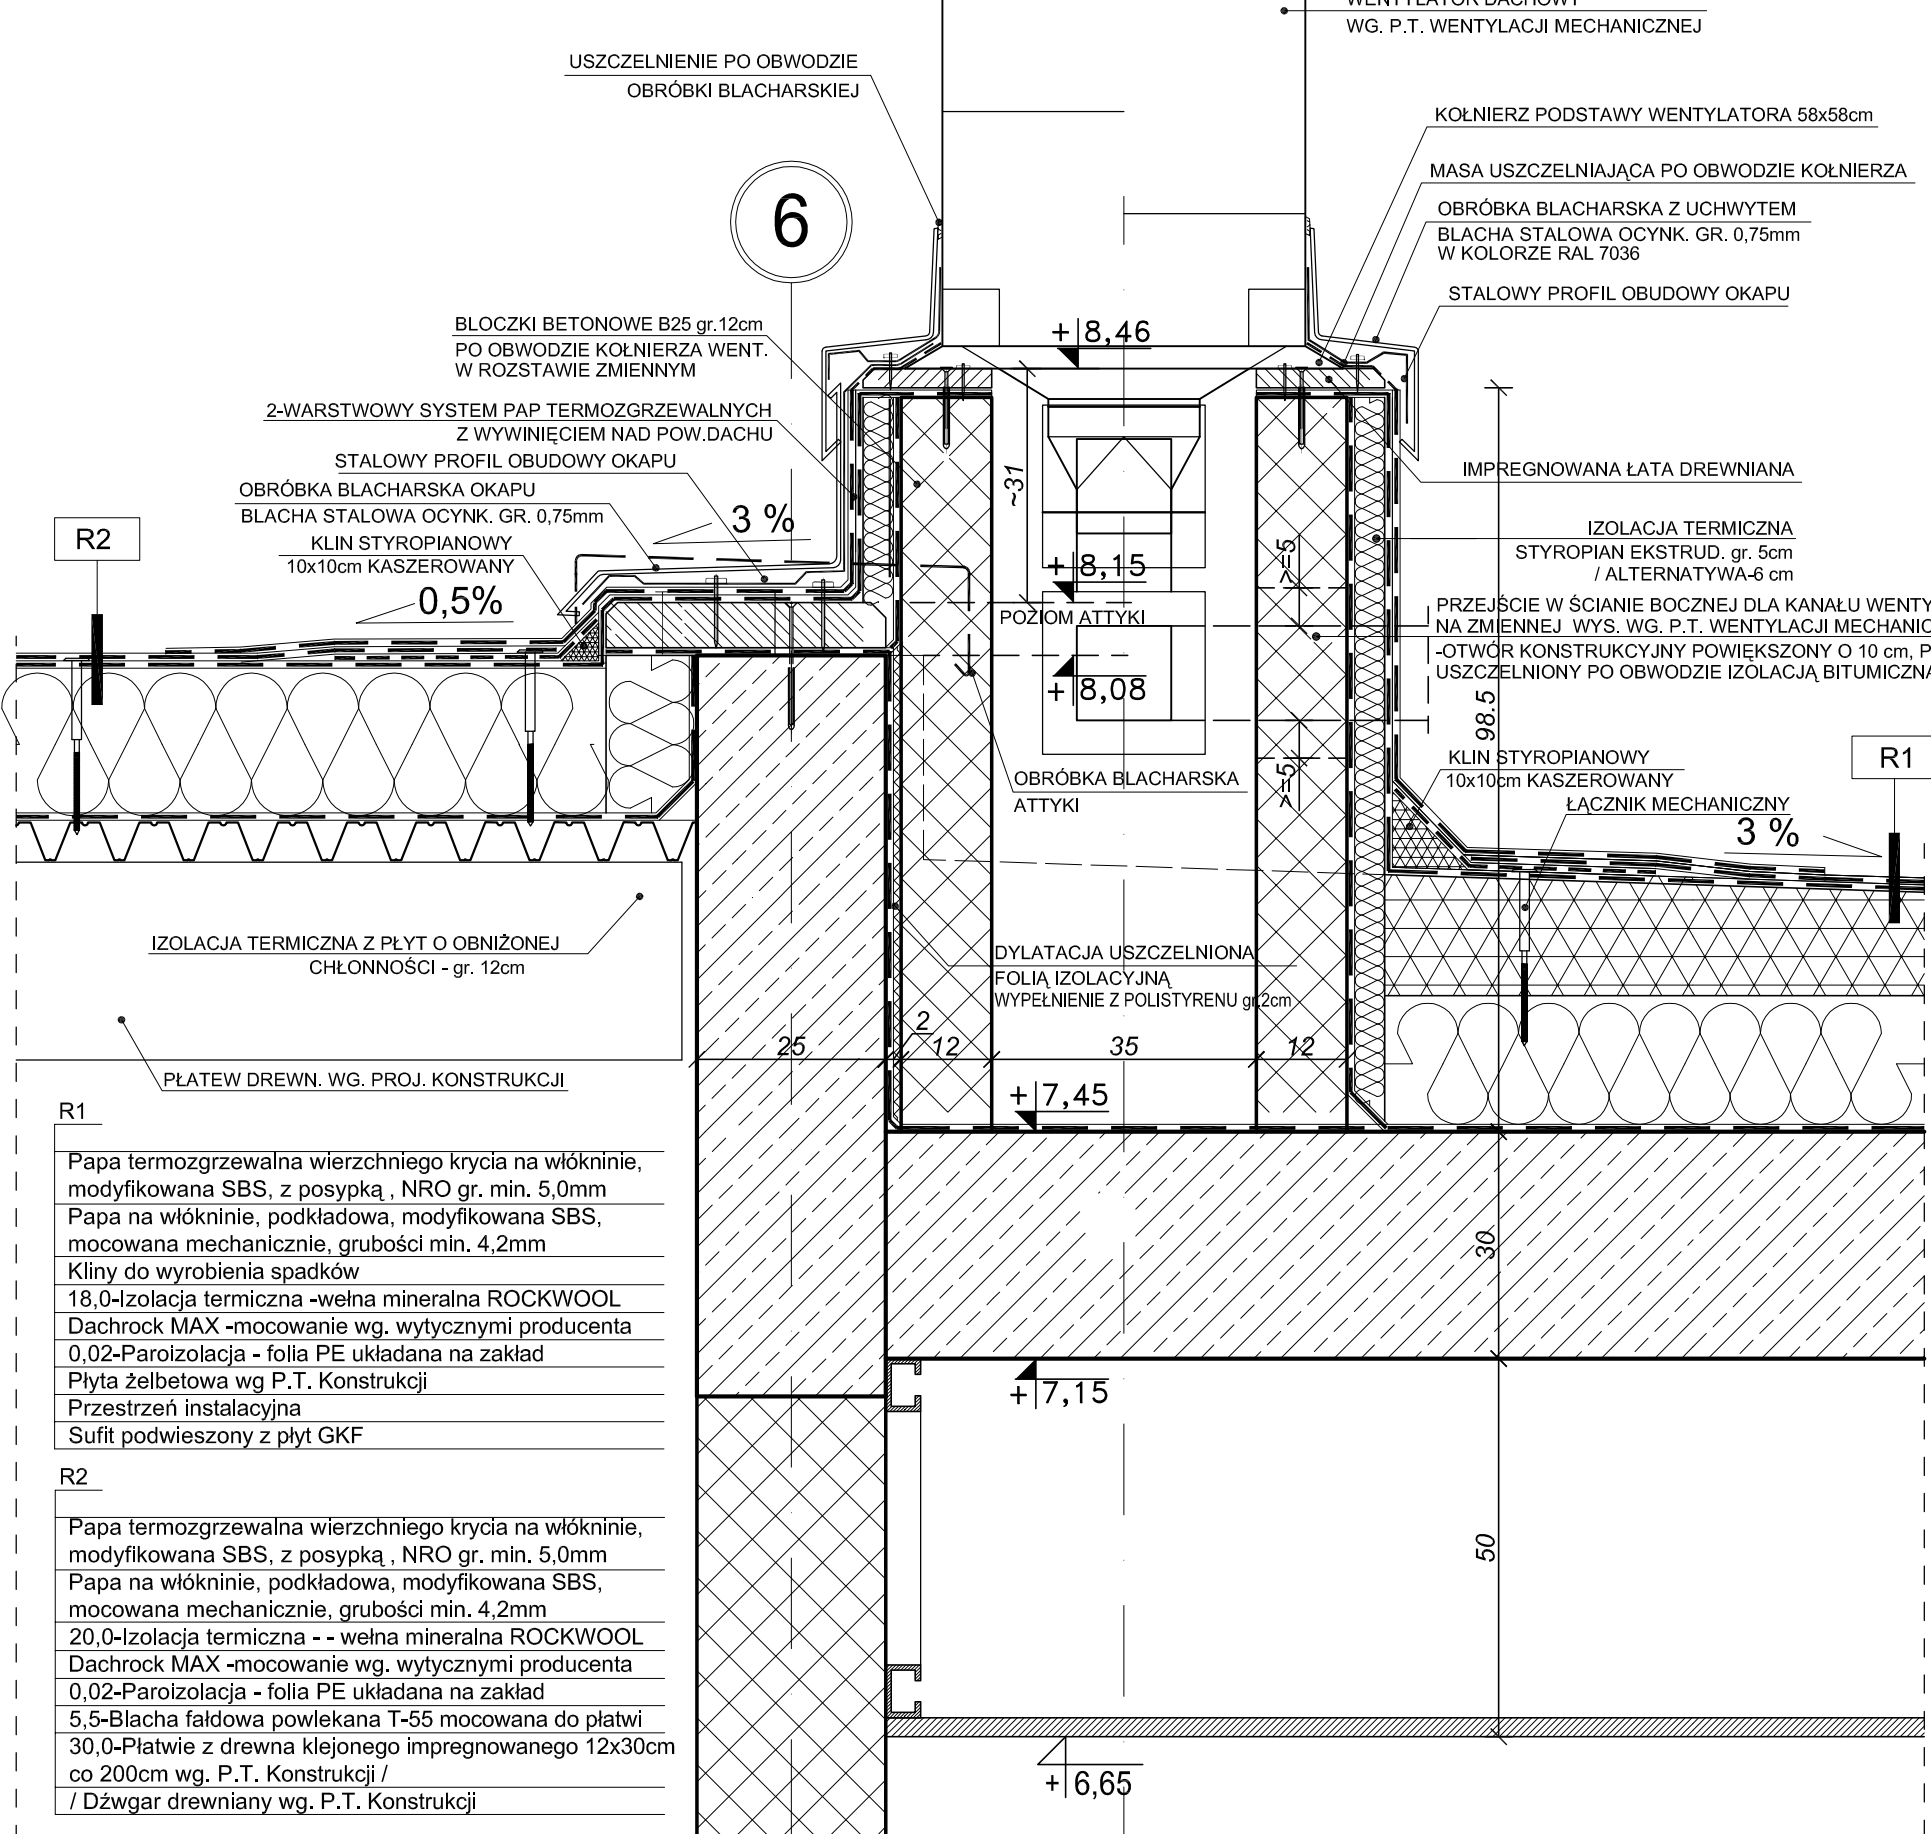 WENTYLATOR DACHOWY
WG. P.T. WENTYLACJI MECHANICZNEJ
USZCZELNIENIE PO OBWODZIE
OBRÓBKI BLACHARSKIEJ
KOŁNIERZ PODSTAWY WENTYLATORA 58x58cm
MASA USZCZELNIAJĄCA PO OBWODZIE KOŁNIERZA
OBRÓBKA BLACHARSKA Z UCHWYTEM
BLACHA STALOWA OCYNK. GR. 0,75mm
W KOLORZE RAL 7036
STALOWY PROFIL OBUDOWY OKAPU
6
BLOCZKI BETONOWE B25 gr.12cm
PO OBWODZIE KOŁNIERZA WENT.
W ROZSTAWIE ZMIENNYM
+ 8,46
2-WARSTWOWY SYSTEM PAP TERMOZGRZEWALNYCH
Z WYWINIĘCIEM NAD POW.DACHU
STALOWY PROFIL OBUDOWY OKAPU
OBRÓBKA BLACHARSKA OKAPU
BLACHA STALOWA OCYNK. GR. 0,75mm
KLIN STYROPIANOWY
10x10cm KASZEROWANY
3 %
0,5%
R2
~31
IMPREGNOWANA ŁATA DREWNIANA
IZOLACJA TERMICZNA
STYROPIAN EKSTRUD. gr. 5cm
/ ALTERNATYWA-6 cm
>=5
+ 8,15
POZIOM ATTYKI
+ 8,08
PRZEJŚCIE W ŚCIANIE BOCZNEJ DLA KANAŁU WENTY
NA ZMIENNEJ WYS. WG. P.T. WENTYLACJI MECHANIC
-OTWÓR KONSTRUKCYJNY POWIĘKSZONY O 10 cm, P
USZCZELNIONY PO OBWODZIE IZOLACJĄ BITUMICZNĄ
98.5
>=5
OBRÓBKA BLACHARSKA
ATTYKI
KLIN STYROPIANOWY
10x10cm KASZEROWANY
ŁĄCZNIK MECHANICZNY
3 %
R1
IZOLACJA TERMICZNA Z PŁYT O OBNIŻONEJ
CHŁONNOŚCI - gr. 12cm
DYLATACJA USZCZELNIONA
FOLIĄ IZOLACYJNĄ
WYPEŁNIENIE Z POLISTYRENU gr.2cm
25
2
12
35
12
PŁATEW DREWN. WG. PROJ. KONSTRUKCJI
+ 7,45
30
+ 7,15
50
+ 6,65
R1
Papa termozgrzewalna wierzchniego krycia na włókninie,
modyfikowana SBS, z posypką , NRO gr. min. 5,0mm
Papa na włókninie, podkładowa, modyfikowana SBS,
mocowana mechanicznie, grubości min. 4,2mm
Kliny do wyrobienia spadków
18,0-Izolacja termiczna -wełna mineralna ROCKWOOL
Dachrock MAX -mocowanie wg. wytycznymi producenta
0,02-Paroizolacja - folia PE układana na zakład
Płyta żelbetowa wg P.T. Konstrukcji
Przestrzeń instalacyjna
Sufit podwieszony z płyt GKF
R2
Papa termozgrzewalna wierzchniego krycia na włókninie,
modyfikowana SBS, z posypką , NRO gr. min. 5,0mm
Papa na włókninie, podkładowa, modyfikowana SBS,
mocowana mechanicznie, grubości min. 4,2mm
20,0-Izolacja termiczna - - wełna mineralna ROCKWOOL
Dachrock MAX -mocowanie wg. wytycznymi producenta
0,02-Paroizolacja - folia PE układana na zakład
5,5-Blacha fałdowa powlekana T-55 mocowana do płatwi
30,0-Płatwie z drewna klejonego impregnowanego 12x30cm
co 200cm wg. P.T. Konstrukcji /
/ Dźwgar drewniany wg. P.T. Konstrukcji